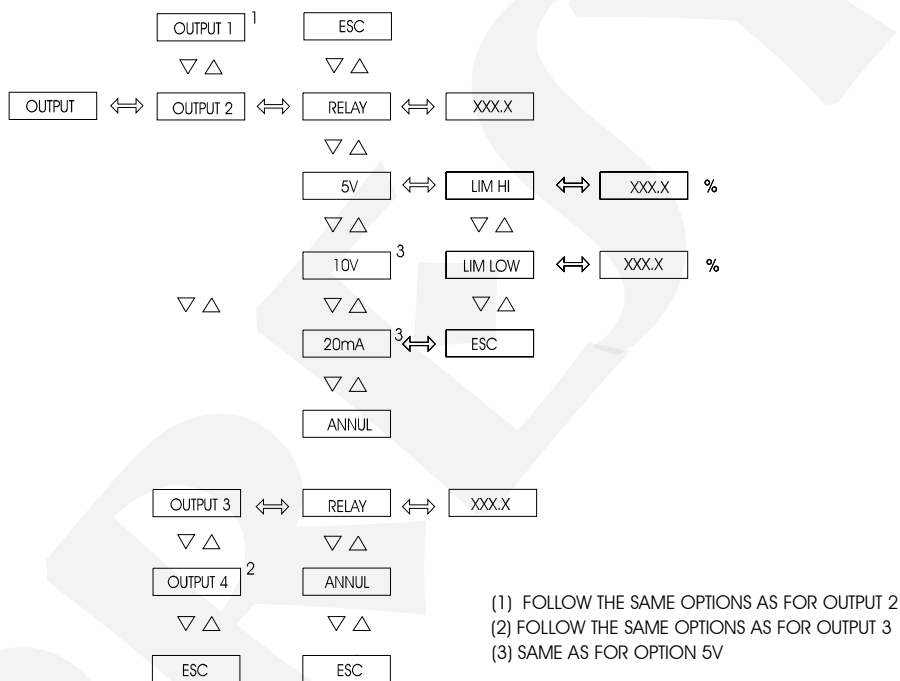 OUTPUT 1 1 ESC
OUTPUT OUTPUT 2 RELAY XXX.X
5V LIM HI XXX.X %
10V 3 LIM LOW XXX.X %
20mA 3 ESC
ANNUL
OUTPUT 3 RELAY XXX.X
OUTPUT 4 2 ANNUL
(1) FOLLOW THE SAME OPTIONS AS FOR OUTPUT 2
(2) FOLLOW THE SAME OPTIONS AS FOR OUTPUT 3
(3) SAME AS FOR OPTION 5V
ESC ESC